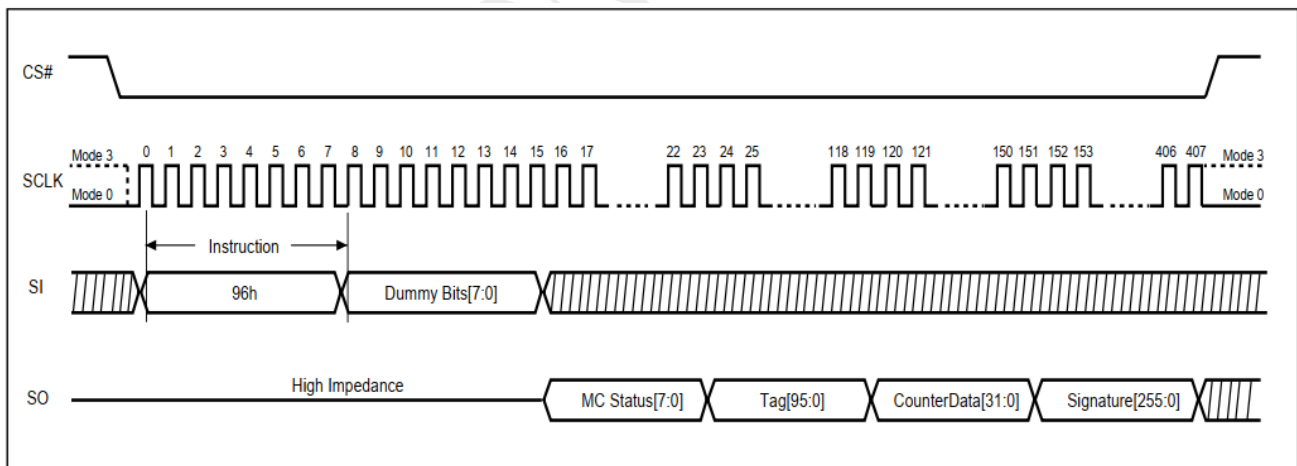 CS#
Mode 3 0 1 2 3 4 5 6 7 8 9 10 11 12 13 14 15 16 17 22 23 24 25 118 119 120 121 150 151 152 153 406 407 Mode 3
SCLK
Mode 0 Mode 0
Instruction
SI 96h Dummy Bits[7:0]
High Impedance
SO MC Status[7:0] Tag[95:0] CounterData[31:0] Signature[255:0]